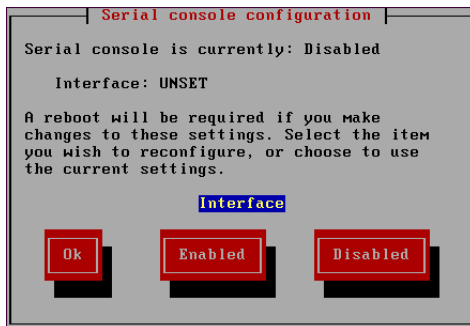 Serial console configuration
Serial console is currently: Disabled
Interface: UNSET
A reboot will be required if you make
changes to these settings. Select the item
you wish to reconfigure, or choose to use
the current settings.
Interface
Ok Enabled Disabled